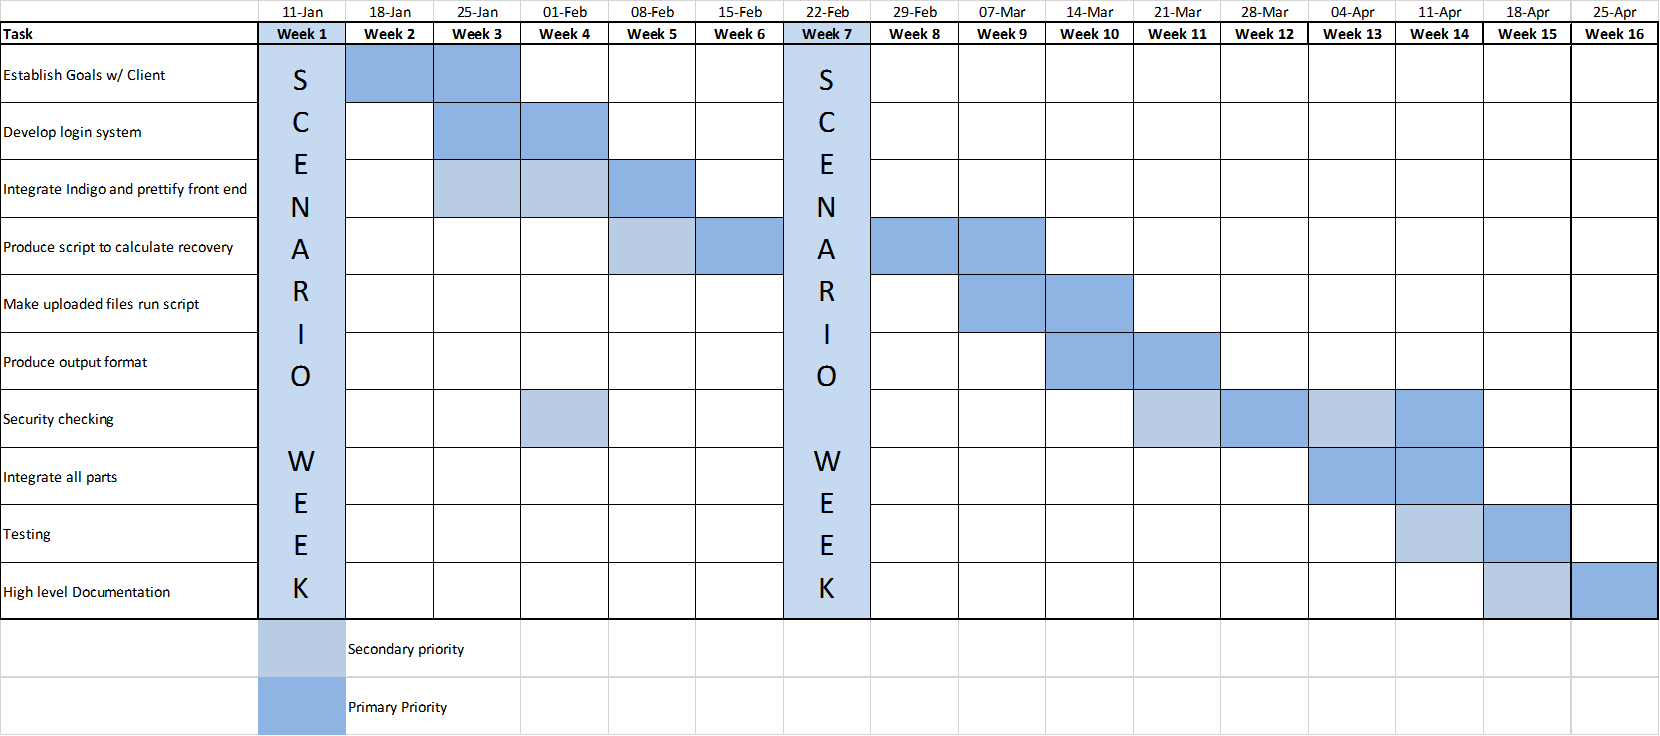 11-Jan 18-Jan 25-Jan 01-Feb 08-Feb 15-Feb 22-Feb 29-Feb 07-Mar 14-Mar 21-Mar 28-Mar 04-Apr 11-Apr 18-Apr 25-Apr
Task Week 1 Week 2 Week 3 Week 4 Week 5 Week 6 Week 7 Week 8 Week 9 Week 10 Week 11 Week 12 Week 13 Week 14 Week 15 Week 16
Establish Goals w/ Client
Develop login system
Integrate Indigo and prettify front end
Produce script to calculate recovery
Make uploaded files run script
Produce output format
Security checking
Integrate all parts
Testing
High level Documentation
SCENARIO WEEK
SCENARIO WEEK
Secondary priority
Primary Priority